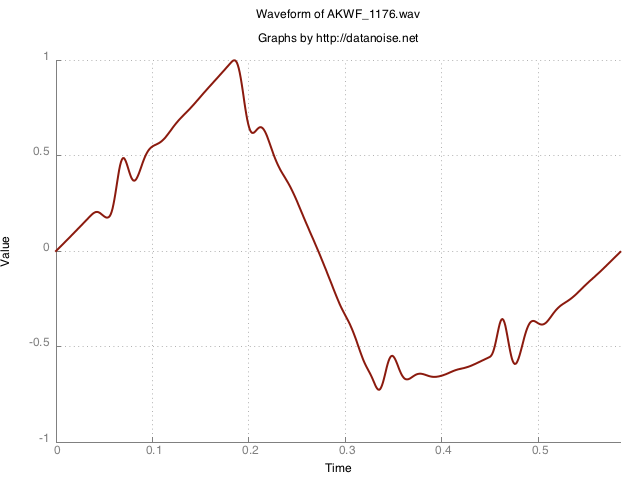 Waveform of AKWF_1176.wav
Graphs by http://datanoise.net
1
0.5
0
-0.5
-1
Value
0 0.1 0.2 0.3 0.4 0.5
Time